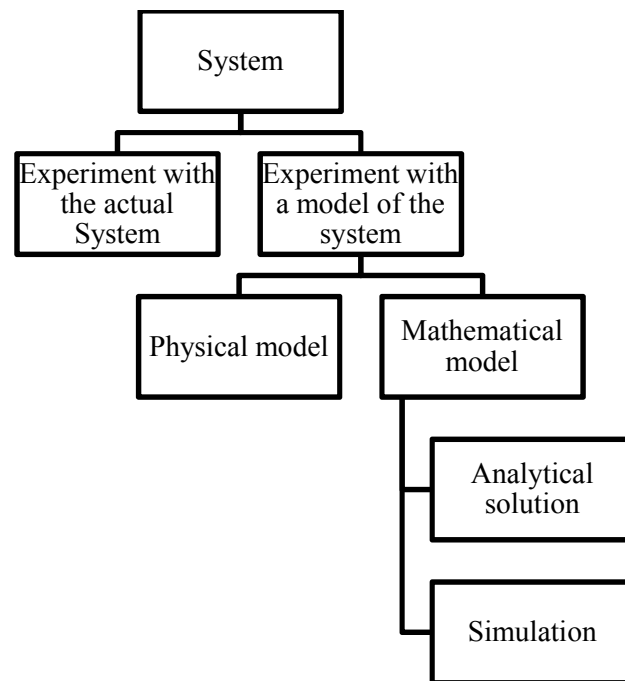 System
Experiment with
the actual
System
Experiment with
a model of the
system
Physical model
Mathematical
model
Analytical
solution
Simulation